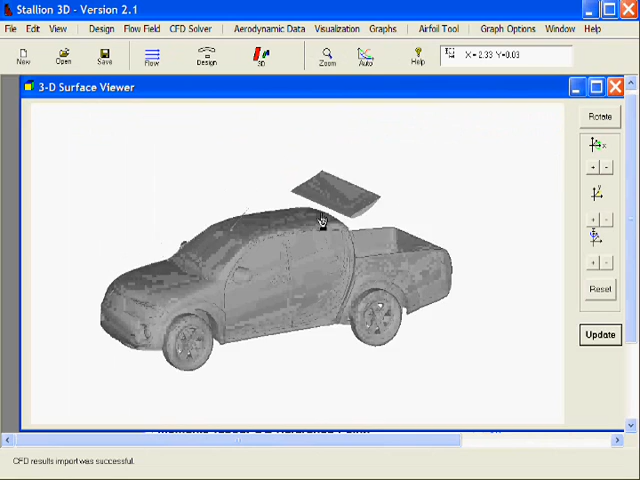 Stallion 3D - Version 2.1
File Edit View Design Flow Field CFD Solver Aerodynamic Data Visualization Graphs Airfoil Tool Graph Options Window Help
New Open Save Flow Design 3D Zoom Auto Help X= 2.33 Y=0.03
3-D Surface Viewer
Rotate
x
+ -
y
+ -
+ -
Reset
Update
CFD results import was successful.